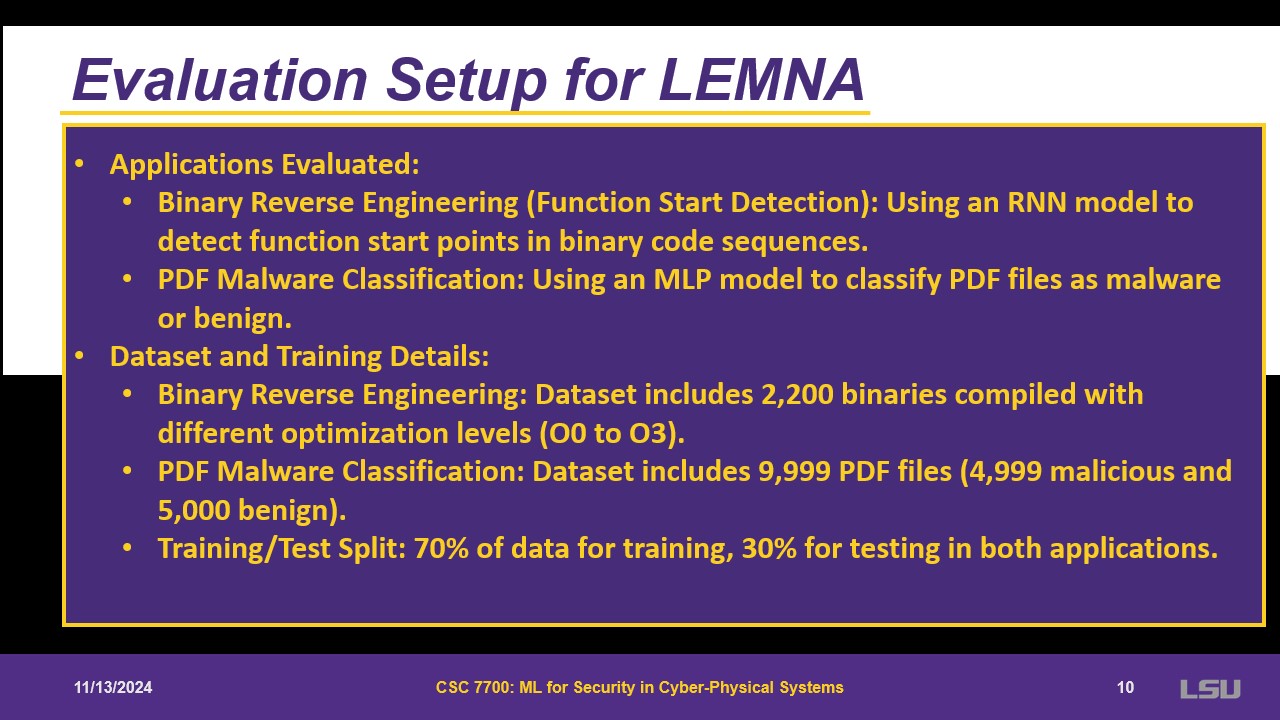 Evaluation Setup for LEMNA
• Applications Evaluated:
• Binary Reverse Engineering (Function Start Detection): Using an RNN model to
detect function start points in binary code sequences.
• PDF Malware Classification: Using an MLP model to classify PDF files as malware
or benign.
• Dataset and Training Details:
• Binary Reverse Engineering: Dataset includes 2,200 binaries compiled with
different optimization levels (O0 to O3).
• PDF Malware Classification: Dataset includes 9,999 PDF files (4,999 malicious and
5,000 benign).
• Training/Test Split: 70% of data for training, 30% for testing in both applications.
11/13/2024
CSC 7700: ML for Security in Cyber-Physical Systems
10
LSU